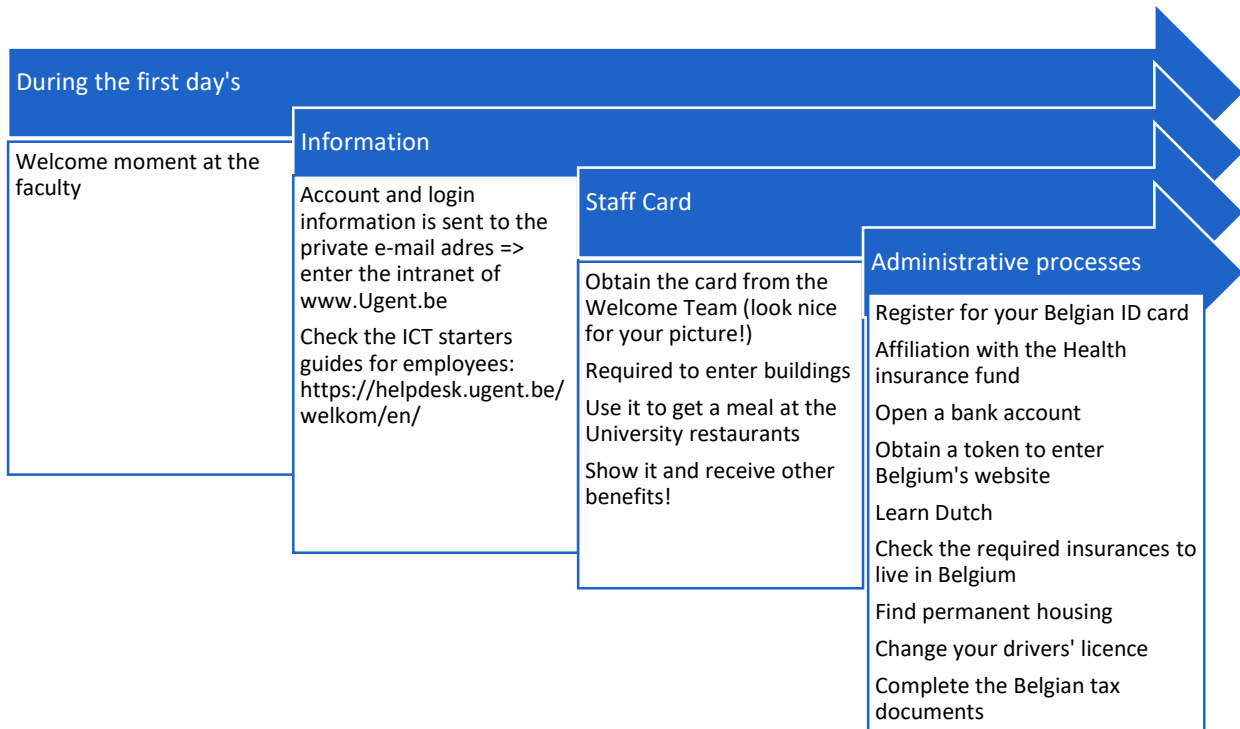 During the first day's
Welcome moment at the
faculty
Information
Account and login
information is sent to the
private e-mail adres =>
enter the intranet of
www.Ugent.be
Check the ICT starters
guides for employees:
https://helpdesk.ugent.be/
welkom/en/
Staff Card
Obtain the card from the
Welcome Team (look nice
for your picture!)
Required to enter buildings
Use it to get a meal at the
University restaurants
Show it and receive other
benefits!
Administrative processes
Register for your Belgian ID card
Affiliation with the Health
insurance fund
Open a bank account
Obtain a token to enter
Belgium's website
Learn Dutch
Check the required insurances to
live in Belgium
Find permanent housing
Change your drivers' licence
Complete the Belgian tax
documents